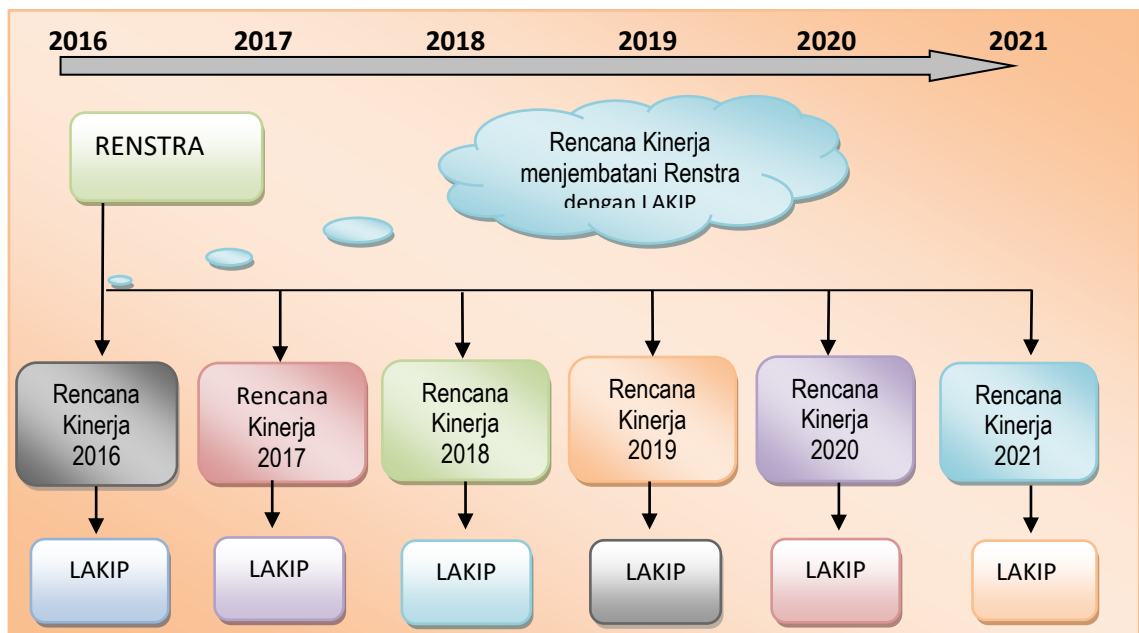 2016 2017 2018 2019 2020 2021
RENSTRA
Rencana Kinerja
menjembatani Renstra
dengan LAKIP
Rencana
Kinerja
2016
Rencana
Kinerja
2017
Rencana
Kinerja
2018
Rencana
Kinerja
2019
Rencana
Kinerja
2020
Rencana
Kinerja
2021
LAKIP
LAKIP
LAKIP
LAKIP
LAKIP
LAKIP